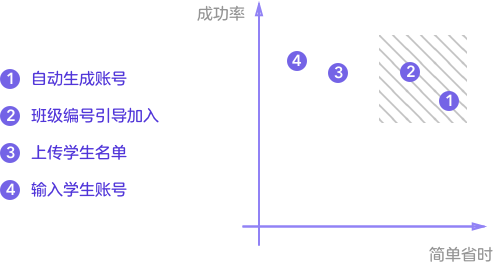 成功率
1 自动生成账号
2 班级编号引导加入
3 上传学生名单
4 输入学生账号
4
3
2
1
简单省时